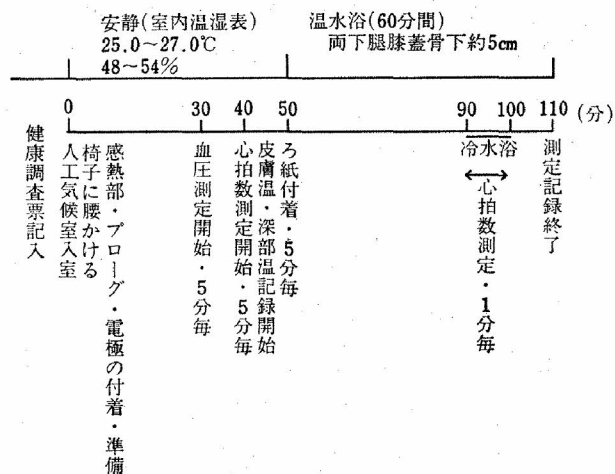 安静(室内温湿表)
25.0～27.0℃
48～54％
温水浴(60分間)
両下腿膝蓋骨下約5cm
0
30
40
50
90
100
110
(分)
健康調査票記入
人工気候室入室
椅子に腰かける
感熱部・プローグ・電極の付着・準備
血圧測定開始・5分毎
心拍数測定開始・5分毎
皮膚温・深部温記録開始
ろ紙付着・5分毎
冷水浴
心拍数測定・1分毎
測定記録終了